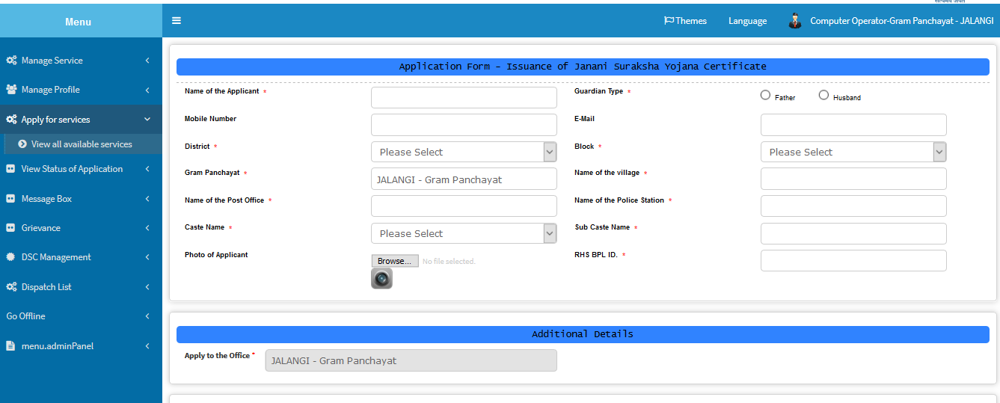 सत्यमेव जयते
Menu
Themes Language Computer Operator-Gram Panchayat - JALANGI
Manage Service
Manage Profile
Apply for services
View all available services
View Status of Application
Message Box
Grievance
DSC Management
Dispatch List
Go Offline
menu.adminPanel
Application Form - Issuance of Janani Suraksha Yojana Certificate
Name of the Applicant * Guardian Type * Father Husband
Mobile Number E-Mail
District * Please Select Block * Please Select
Gram Panchayat * JALANGI - Gram Panchayat Name of the village *
Name of the Post Office * Name of the Police Station *
Caste Name * Please Select Sub Caste Name *
Photo of Applicant Browse... No file selected. RHS BPL ID. *
Additional Details
Apply to the Office * JALANGI - Gram Panchayat